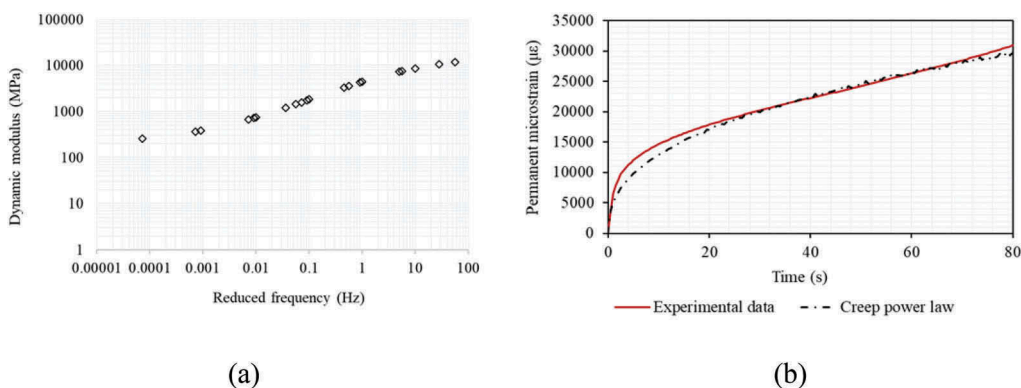 100000
10000
1000
100
10
1
Dynamic modulus (MPa)
0.00001 0.0001 0.001 0.01 0.1 1 10 100
Reduced frequency (Hz)
(a)
35000
30000
25000
20000
15000
10000
5000
0
Permanent microstrain (με)
0 20 40 60 80
Time (s)
Experimental data Creep power law
(b)